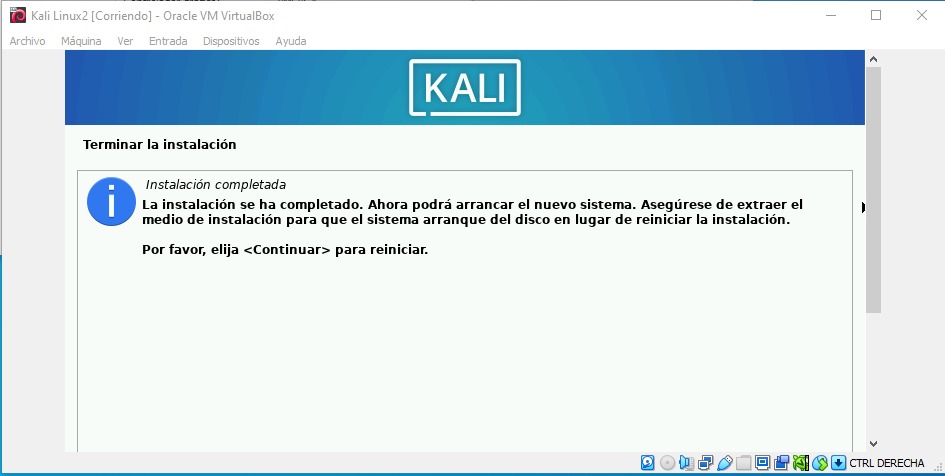 Kali Linux2 [Corriendo] - Oracle VM VirtualBox
Archivo Máquina Ver Entrada Dispositivos Ayuda
KALI
Terminar la instalación
Instalación completada
La instalación se ha completado. Ahora podrá arrancar el nuevo sistema. Asegúrese de extraer el
medio de instalación para que el sistema arranque del disco en lugar de reiniciar la instalación.
Por favor, elija <Continuar> para reiniciar.
CTRL DERECHA